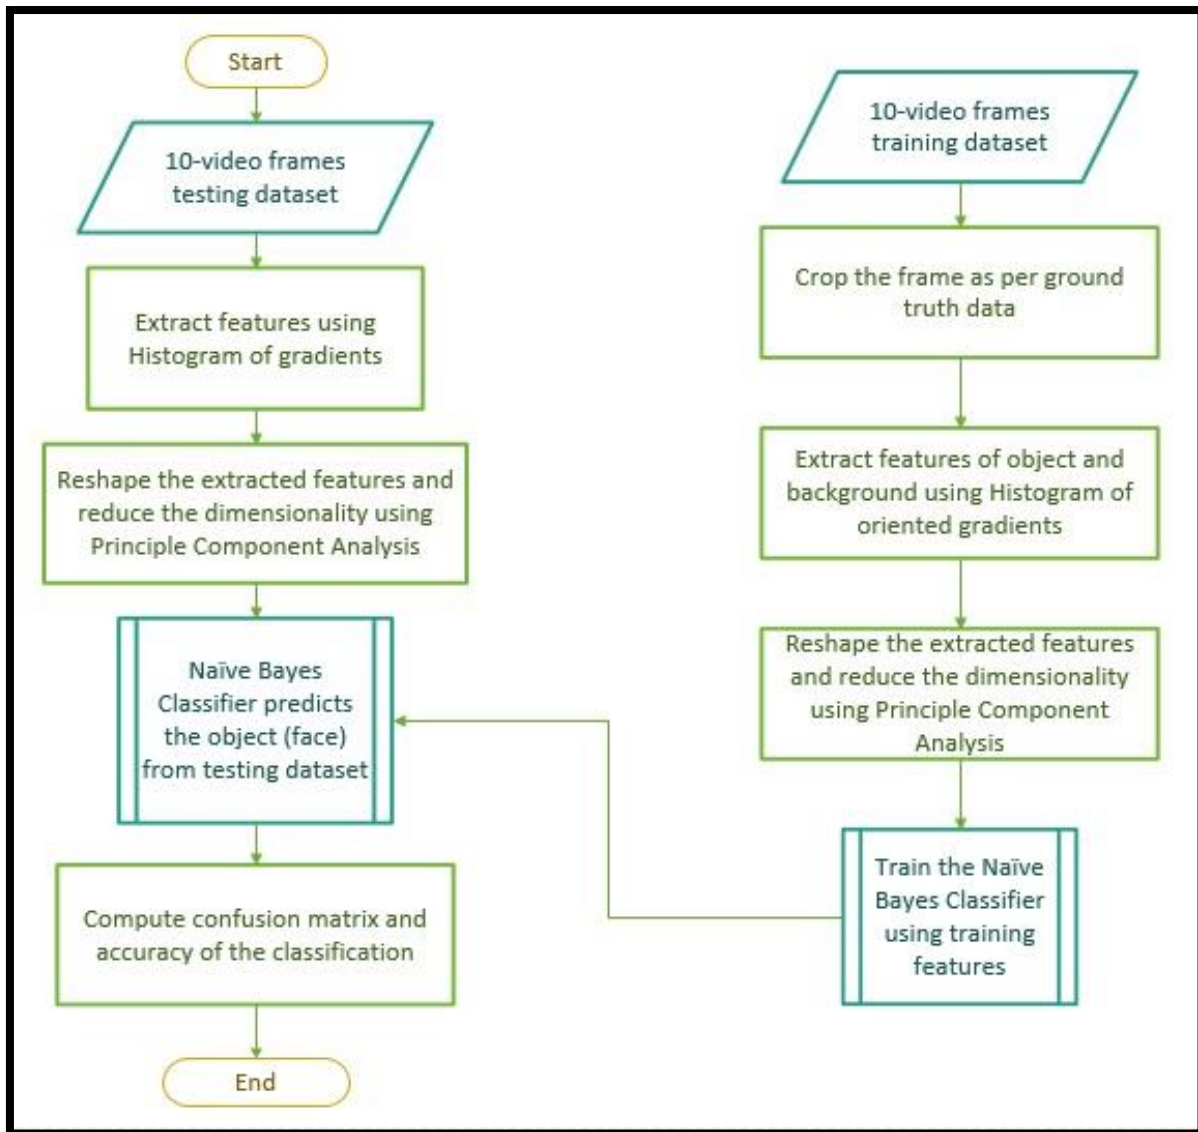 Start
10-video frames
testing dataset
Extract features using
Histogram of gradients
Reshape the extracted features and
reduce the dimensionality using
Principle Component Analysis
Naïve Bayes
Classifier predicts
the object (face)
from testing dataset
Compute confusion matrix and
accuracy of the classification
End
10-video frames
training dataset
Crop the frame as per ground
truth data
Extract features of object and
background using Histogram of
oriented gradients
Reshape the extracted features
and reduce the dimensionality
using Principle Component
Analysis
Train the Naïve
Bayes Classifier
using training
features